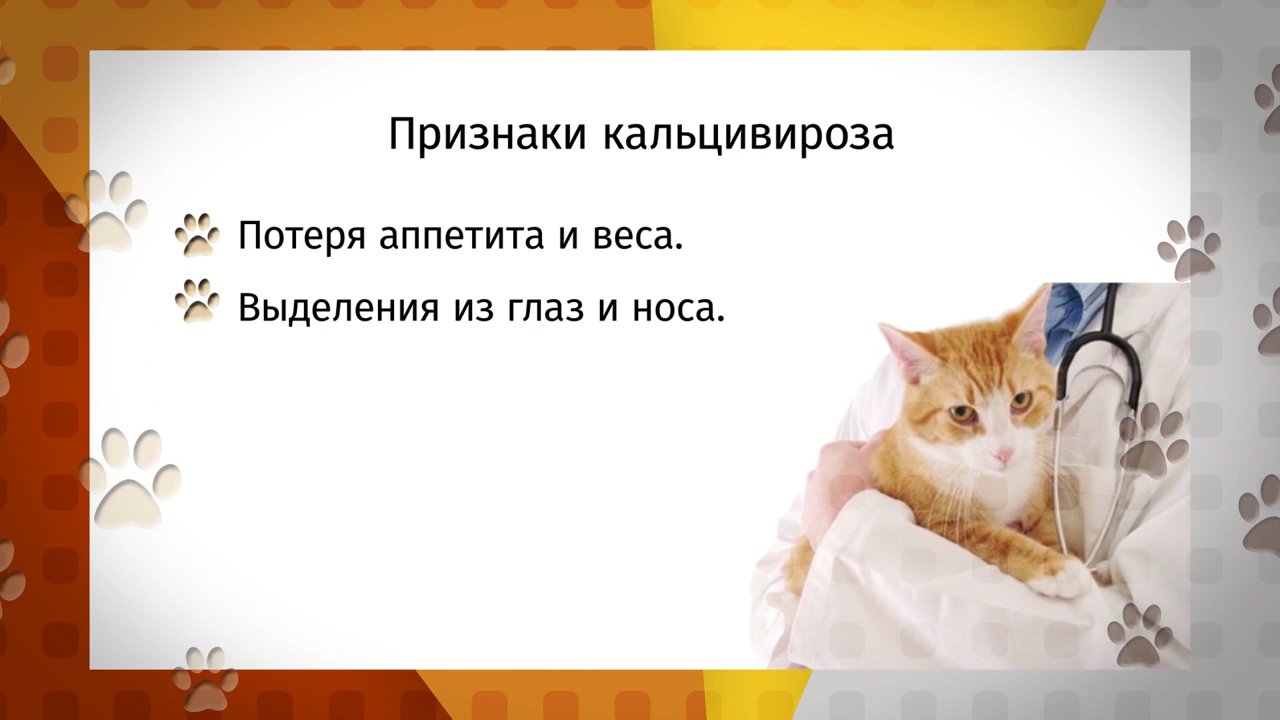 Признаки кальцивироза
Потеря аппетита и веса.
Выделения из глаз и носа.